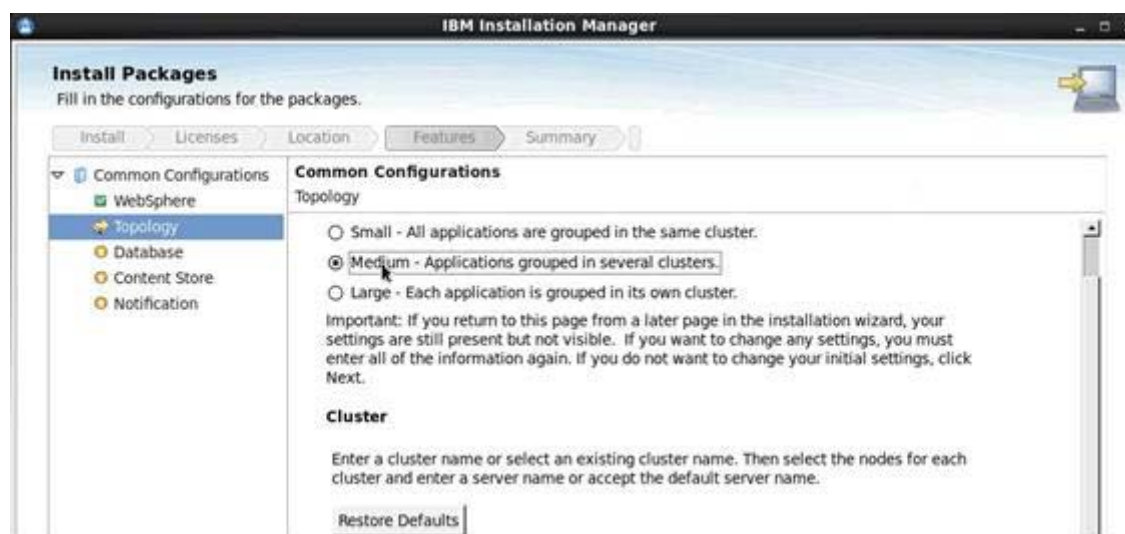 IBM Installation Manager
Install Packages
Fill in the configurations for the packages.
Install Licenses Location Features Summary
Common Configurations
WebSphere
Topology
Database
Content Store
Notification
Common Configurations
Topology
Small - All applications are grouped in the same cluster.
Medium - Applications grouped in several clusters.
Large - Each application is grouped in its own cluster.
Important: If you return to this page from a later page in the installation wizard, your
settings are still present but not visible. If you want to change any settings, you must
enter all of the information again. If you do not want to change your initial settings, click
Next.
Cluster
Enter a cluster name or select an existing cluster name. Then select the nodes for each
cluster and enter a server name or accept the default server name.
Restore Defaults